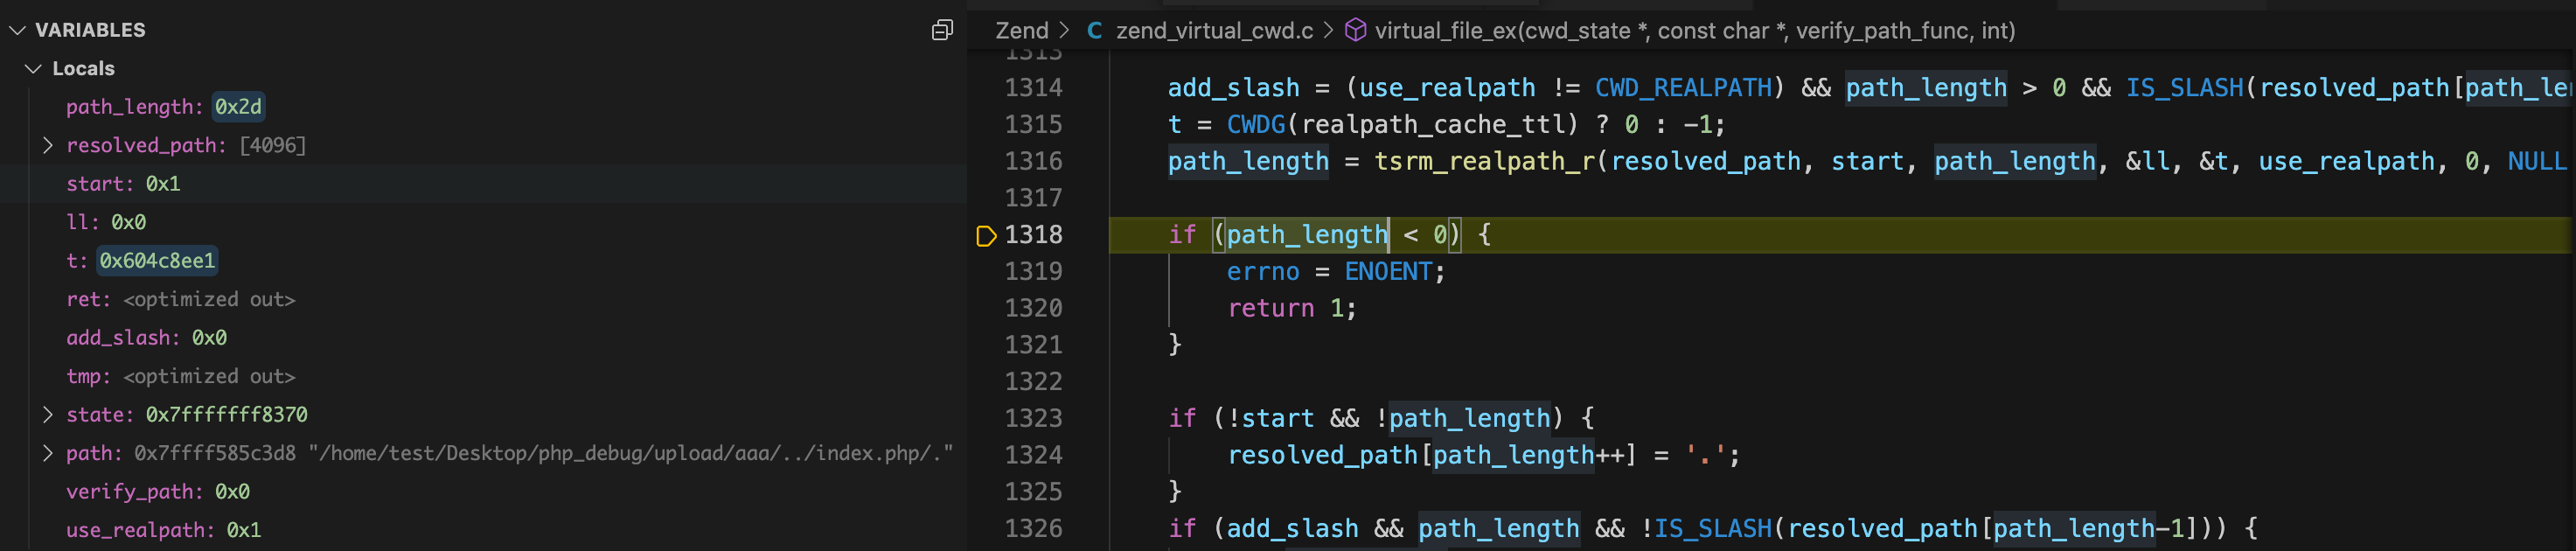 VARIABLES
Locals
path_length: 0x2d
resolved_path: [4096]
start: 0x1
ll: 0x0
t: 0x604c8ee1
ret: <optimized out>
add_slash: 0x0
tmp: <optimized out>
state: 0x7fffffff8370
path: 0x7ffff585c3d8 "/home/test/Desktop/php_debug/upload/aaa/../index.php/."
verify_path: 0x0
use_realpath: 0x1
Zend > C zend_virtual_cwd.c > virtual_file_ex(cwd_state *, const char *, verify_path_func, int)
1313
1314 add_slash = (use_realpath != CWD_REALPATH) && path_length > 0 && IS_SLASH(resolved_path[path_le
1315 t = CWDG(realpath_cache_ttl) ? 0 : -1;
1316 path_length = tsrm_realpath_r(resolved_path, start, path_length, &ll, &t, use_realpath, 0, NULL
1317
1318 if (path_length < 0) {
1319 errno = ENOENT;
1320 return 1;
1321 }
1322
1323 if (!start && !path_length) {
1324 resolved_path[path_length++] = '.';
1325 }
1326 if (add_slash && path_length && !IS_SLASH(resolved_path[path_length-1])) {